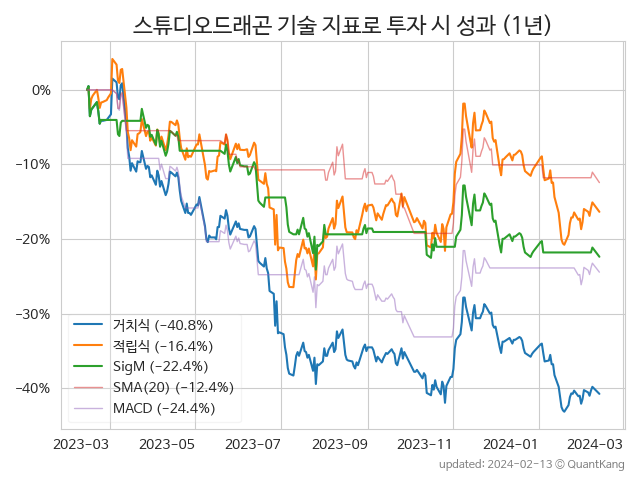 스튜디오드래곤 기술 지표로 투자 시 성과 (1년)
0%
−10%
−20%
−30%
−40%
거치식 (−40.8%)
적립식 (−16.4%)
SigM (−22.4%)
SMA(20) (−12.4%)
MACD (−24.4%)
2023−03
2023−05
2023−07
2023−09
2023−11
2024−01
2024−03
updated: 2024−02−13 ⓒ QuantKang